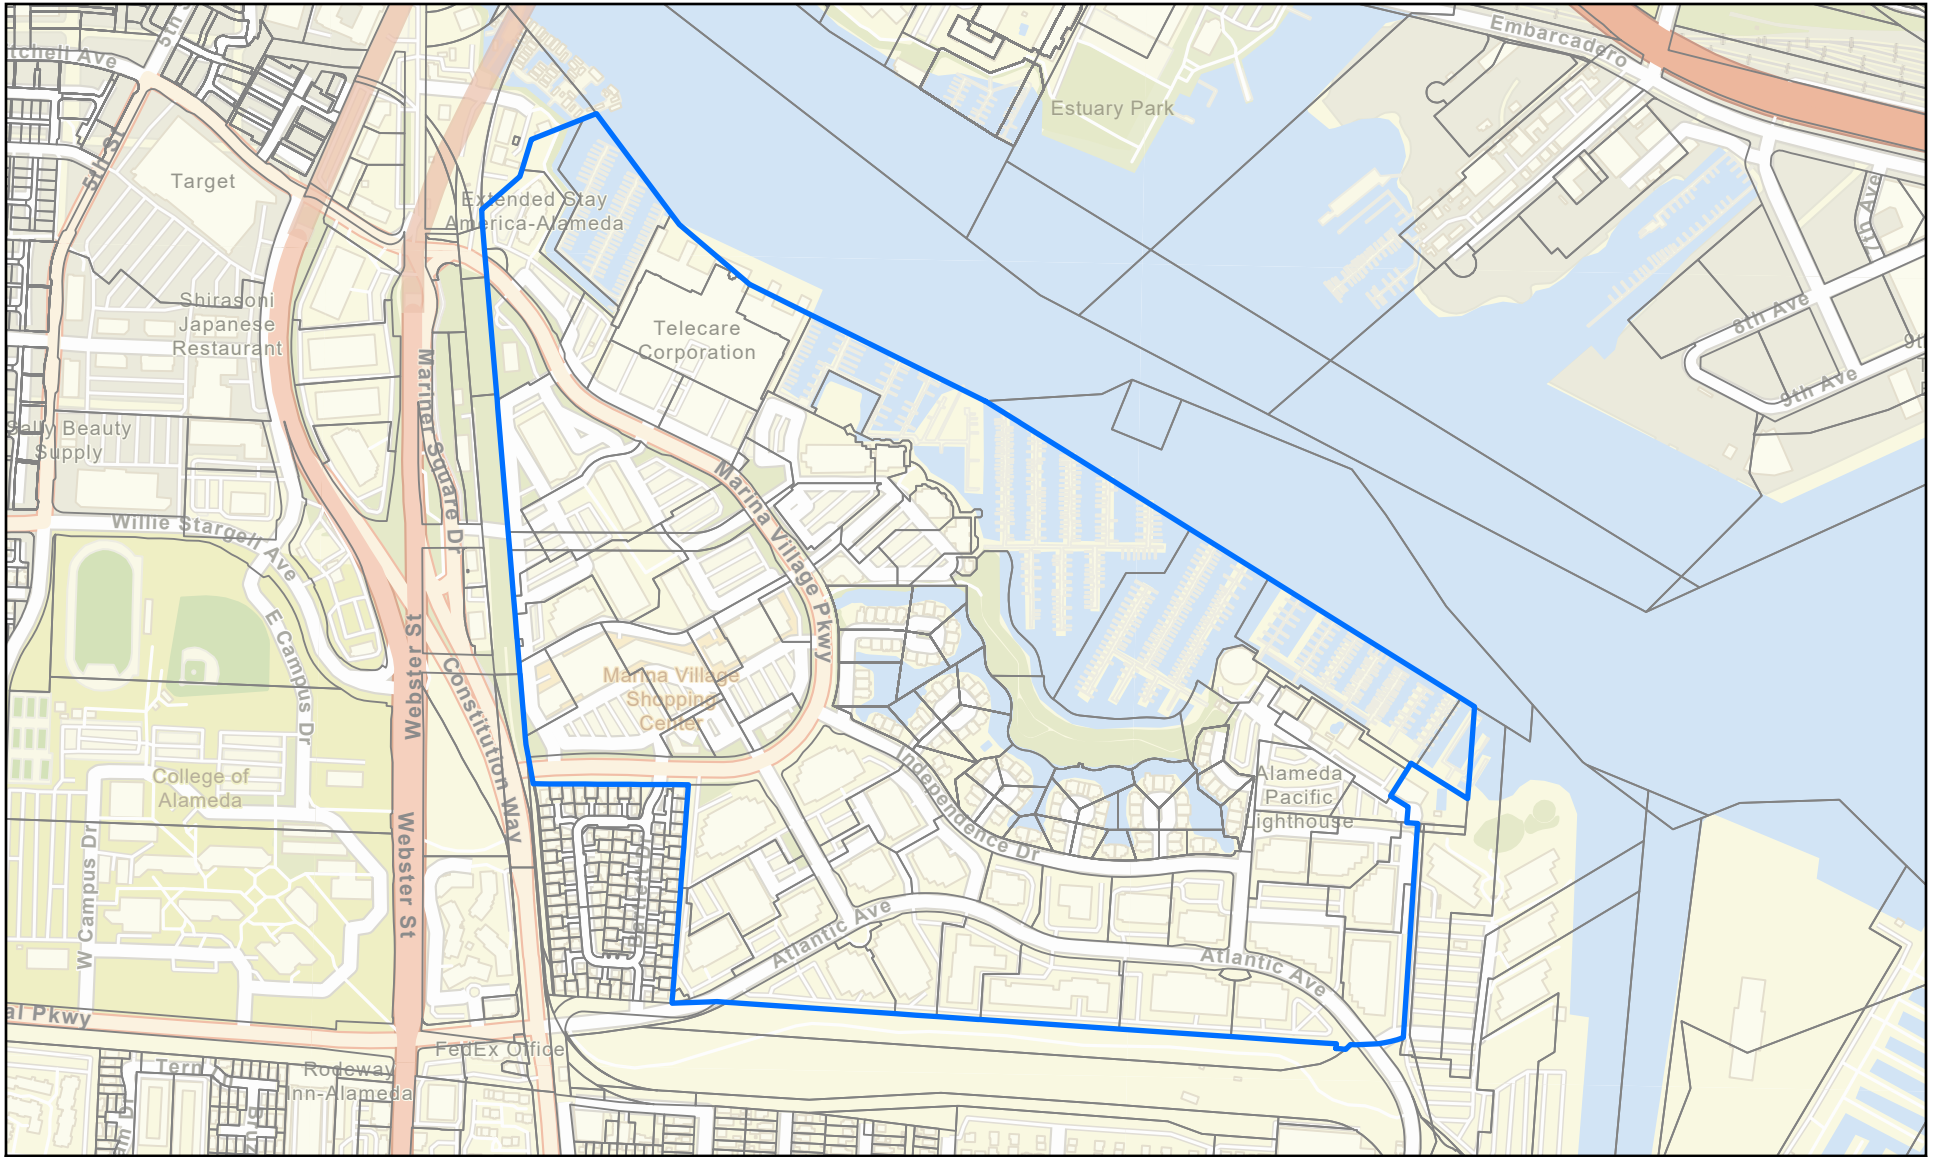 5th S
tchell Ave
Embarcadero
Estuary Park
5th St
Target
7th Ave
Extended Stay
America-Alameda
Shirasoni
Japanese
Restaurant
Telecare
Corporation
8th Ave
9th Ave
Mariner Square Dr
Sally Beauty
Supply
Marina Village Pkwy
Willie Stargell Ave
E Campus Dr
Webster St
Constitution Way
Marina Village
Shopping
Center
College of
Alameda
W Campus Dr
Webster St
Independence Dr
Alameda
Pacific
Lighthouse
Atlantic Ave
Atlantic Ave
al Pkwy
FedEx Office
Tern
Rodeway
Inn-Alameda